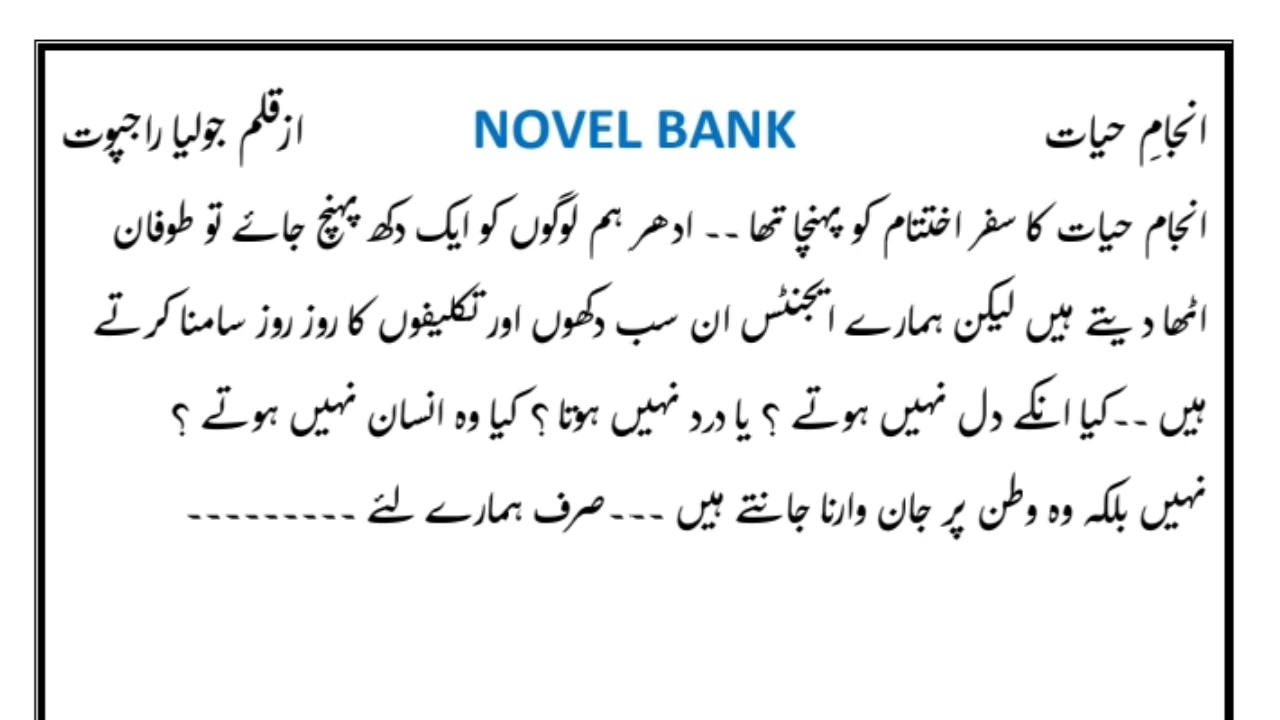 انجامِ حیات NOVEL BANK ازقلم جولیا راجپوت
انجام حیات کا سفر اختتام کو پہنچا تھا -- ادھر ہم لوگوں کو ایک دکھ پہنچ جائے تو طوفان
اٹھا دیتے ہیں لیکن ہمارے ایجنٹس ان سب دکھوں اور تکلیفوں کا روز روز سامنا کرتے
ہیں --کیا انکے دل نہیں ہوتے ؟ یا درد نہیں ہوتا ؟ کیا وہ انسان نہیں ہوتے ؟
نہیں بلکہ وہ وطن پر جان وارنا جانتے ہیں ---صرف ہمارے لئے ---------